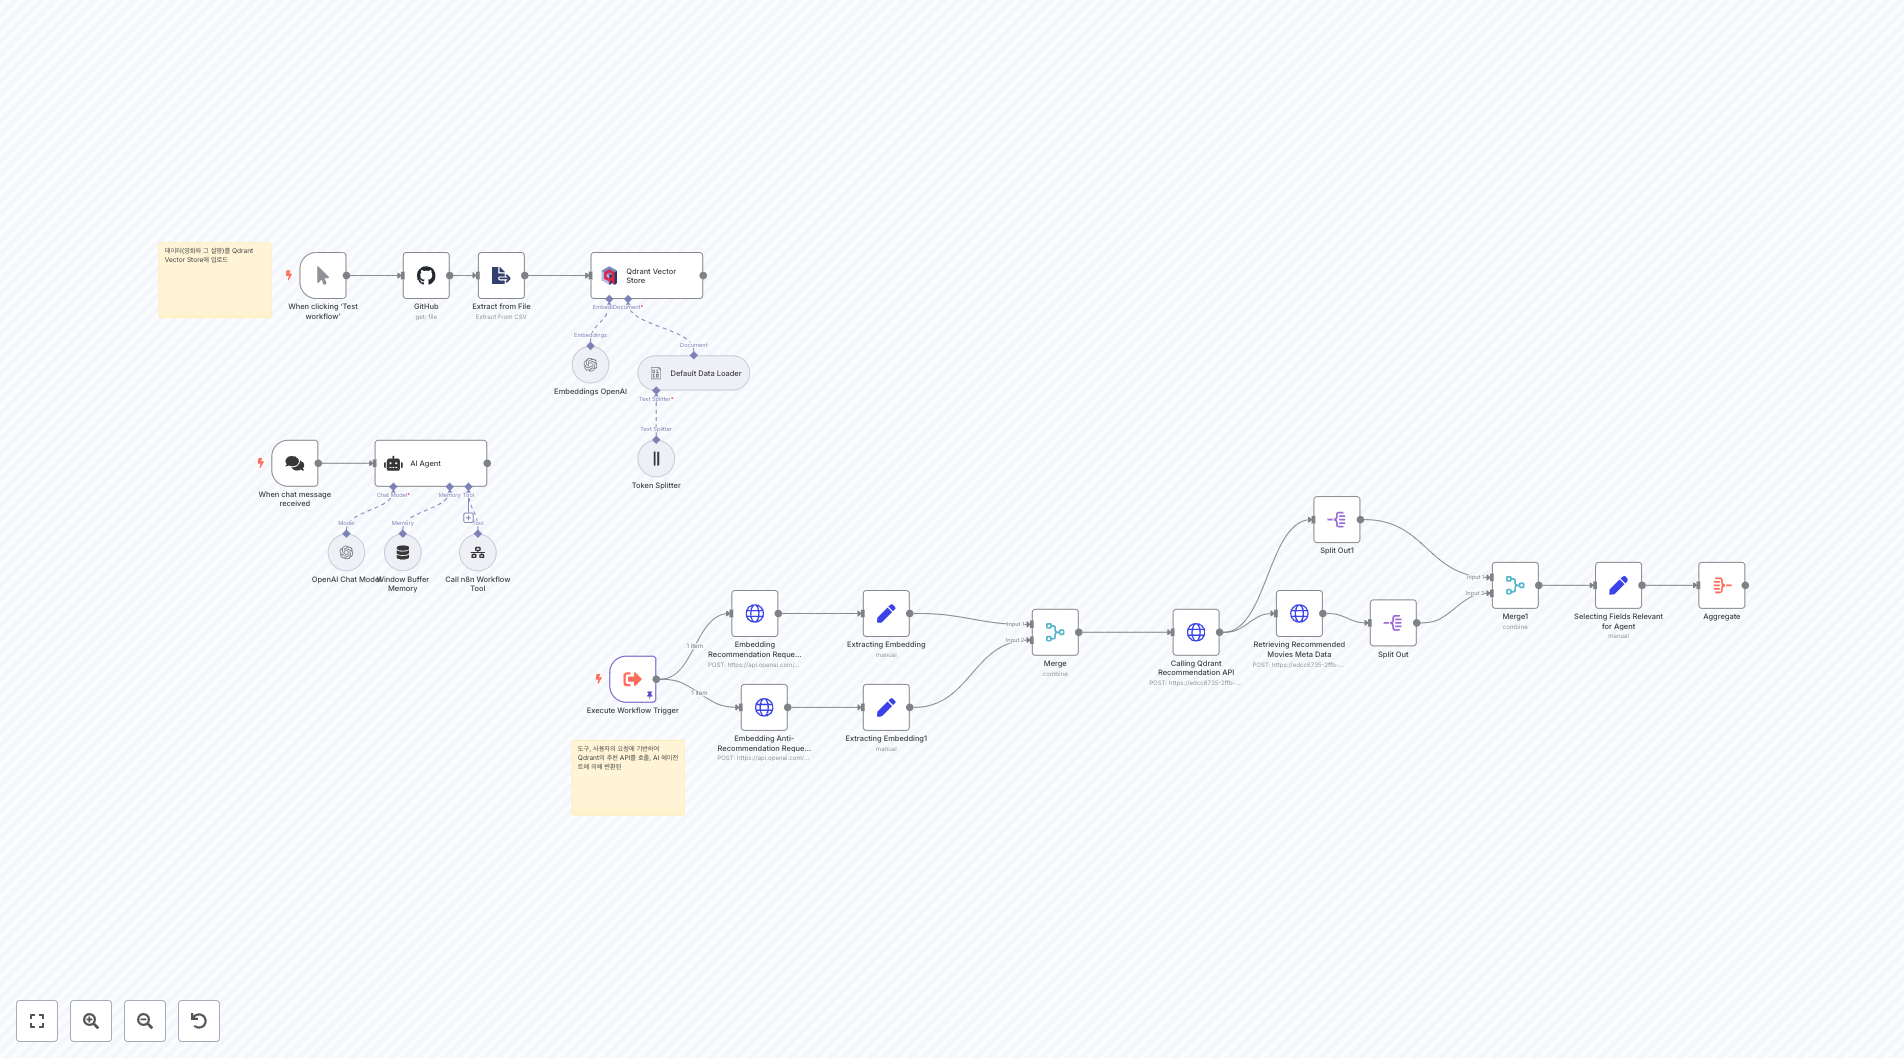 데이터(영화와 그 설명)를 Qdrant
Vector Store에 업로드
When clicking 'Test
workflow'
GitHub
get: file
Extract from File
Extract From CSV
Qdrant Vector
Store
Document*
Embeddings
Embeddings OpenAI
Document
Default Data Loader
Text Splitter*
Text Splitter
Token Splitter
When chat message
received
AI Agent
Chat Model*
Memory
Tool
Model
Memory
Tool
OpenAI Chat Model
Window Buffer
Memory
Call n8n Workflow
Tool
Execute Workflow Trigger
1 item
1 item
Embedding
Recommendation Reque...
POST: https://api.openai.com/...
Extracting Embedding
manual
Embedding Anti-
Recommendation Reque...
POST: https://api.openai.com/...
Extracting Embedding1
manual
도구, 사용자의 요청에 기반하여
Qdrant의 추천 API를 호출, AI 에이전
트에 의해 변환된
Input 1
Input 2
Merge
combine
Calling Qdrant
Recommendation API
POST: https://edcc6735-2ffb-...
Split Out1
Retrieving Recommended
Movies Meta Data
POST: https://edcc6735-2ffb-...
Split Out
Input 1
Input 2
Merge1
combine
Selecting Fields Relevant
for Agent
manual
Aggregate